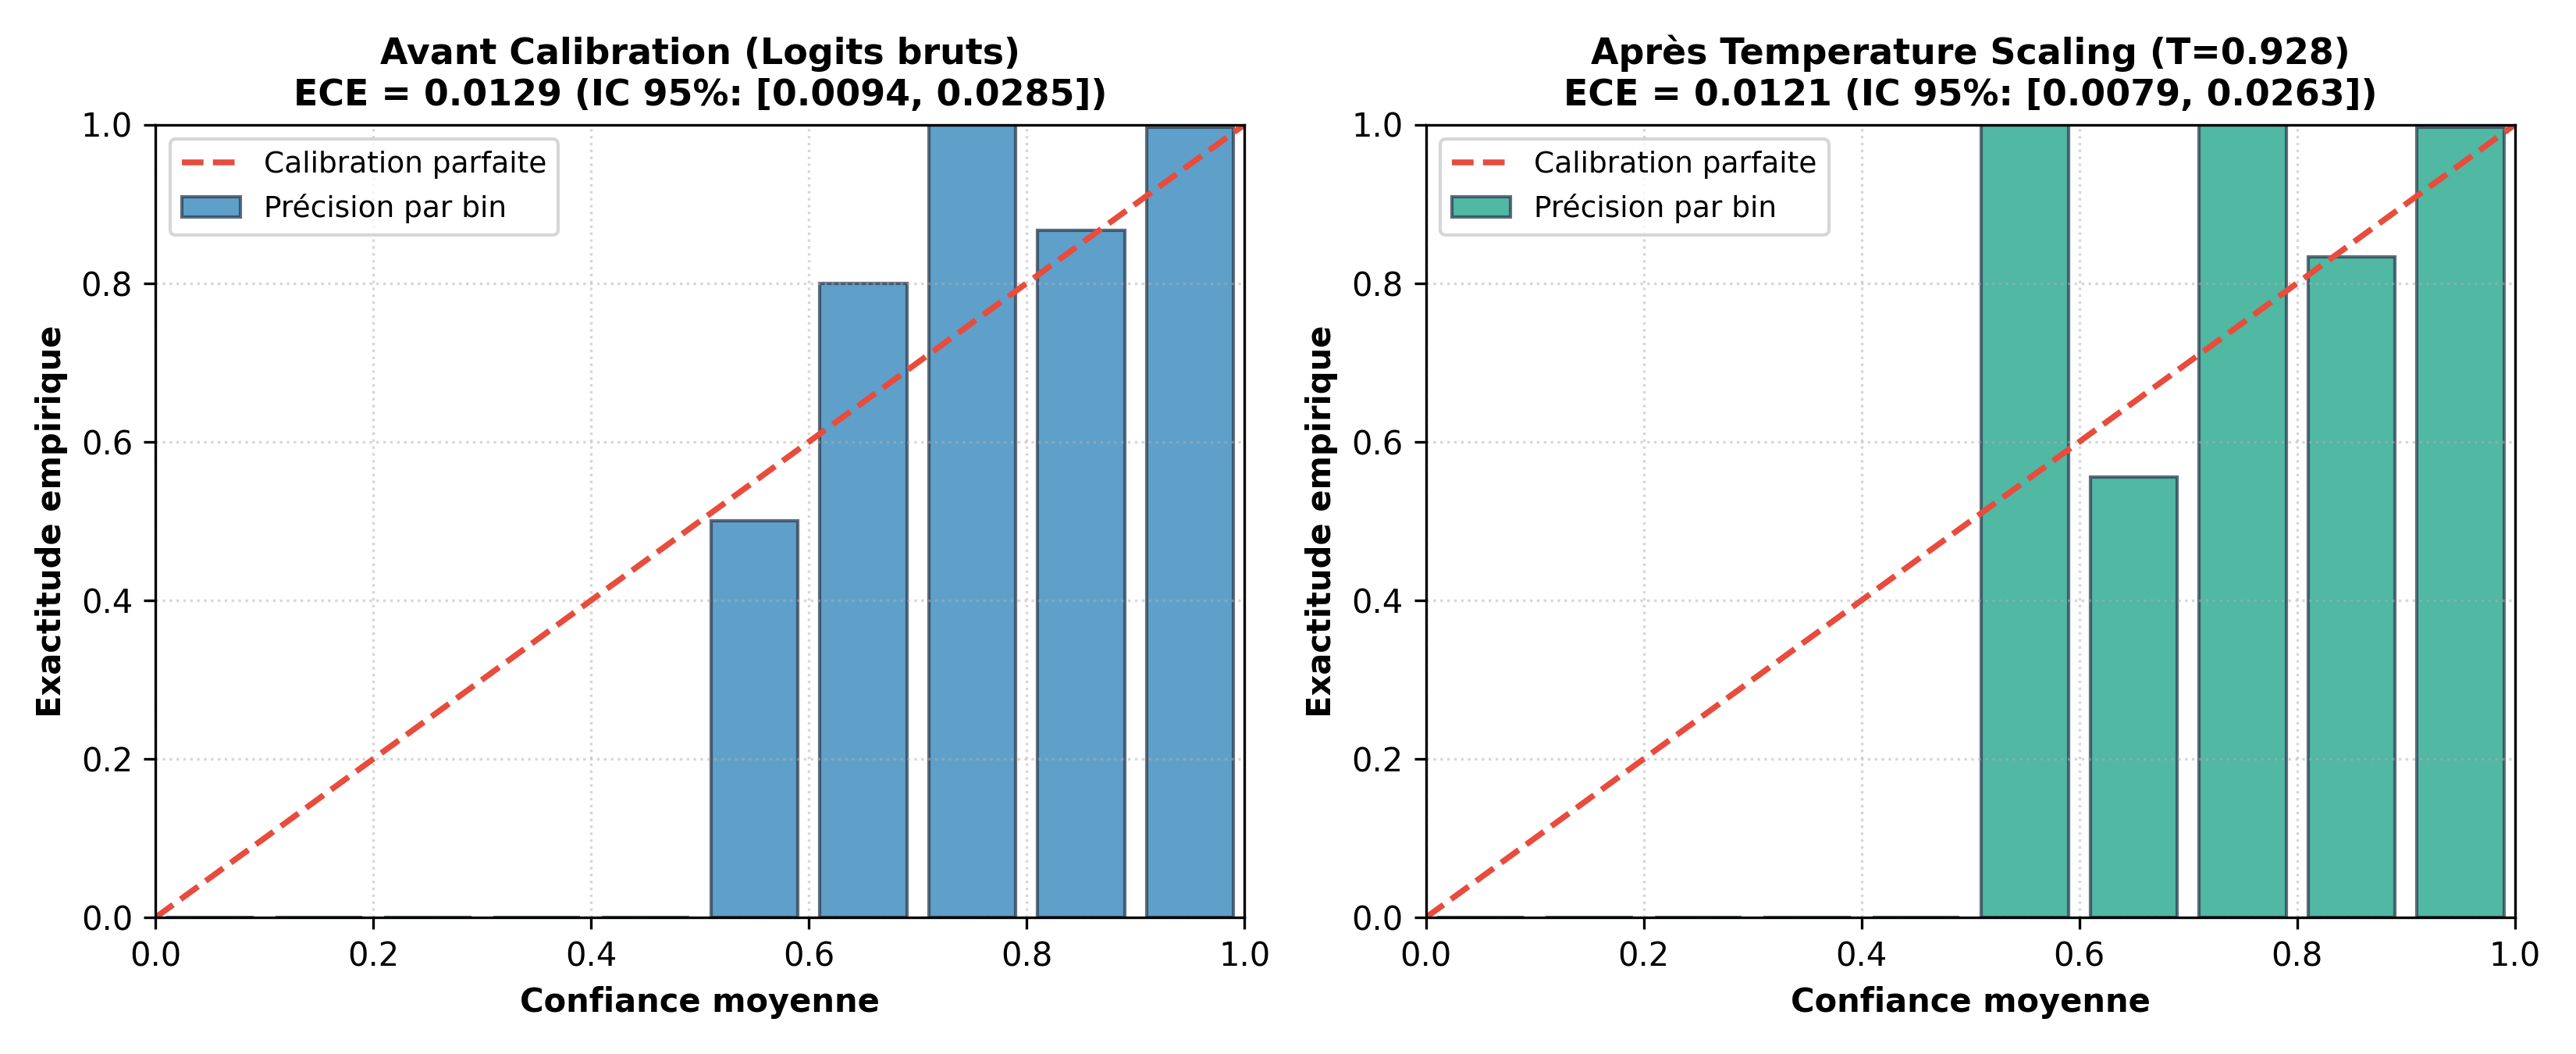 Avant Calibration (Logits bruts)
ECE = 0.0129 (IC 95%: [0.0094, 0.0285])
1.0
0.8
0.6
0.4
0.2
0.0
Exactitude empirique
Calibration parfaite
Précision par bin
0.0 0.2 0.4 0.6 0.8 1.0
Confiance moyenne
Après Temperature Scaling (T=0.928)
ECE = 0.0121 (IC 95%: [0.0079, 0.0263])
1.0
0.8
0.6
0.4
0.2
0.0
Exactitude empirique
Calibration parfaite
Précision par bin
0.0 0.2 0.4 0.6 0.8 1.0
Confiance moyenne